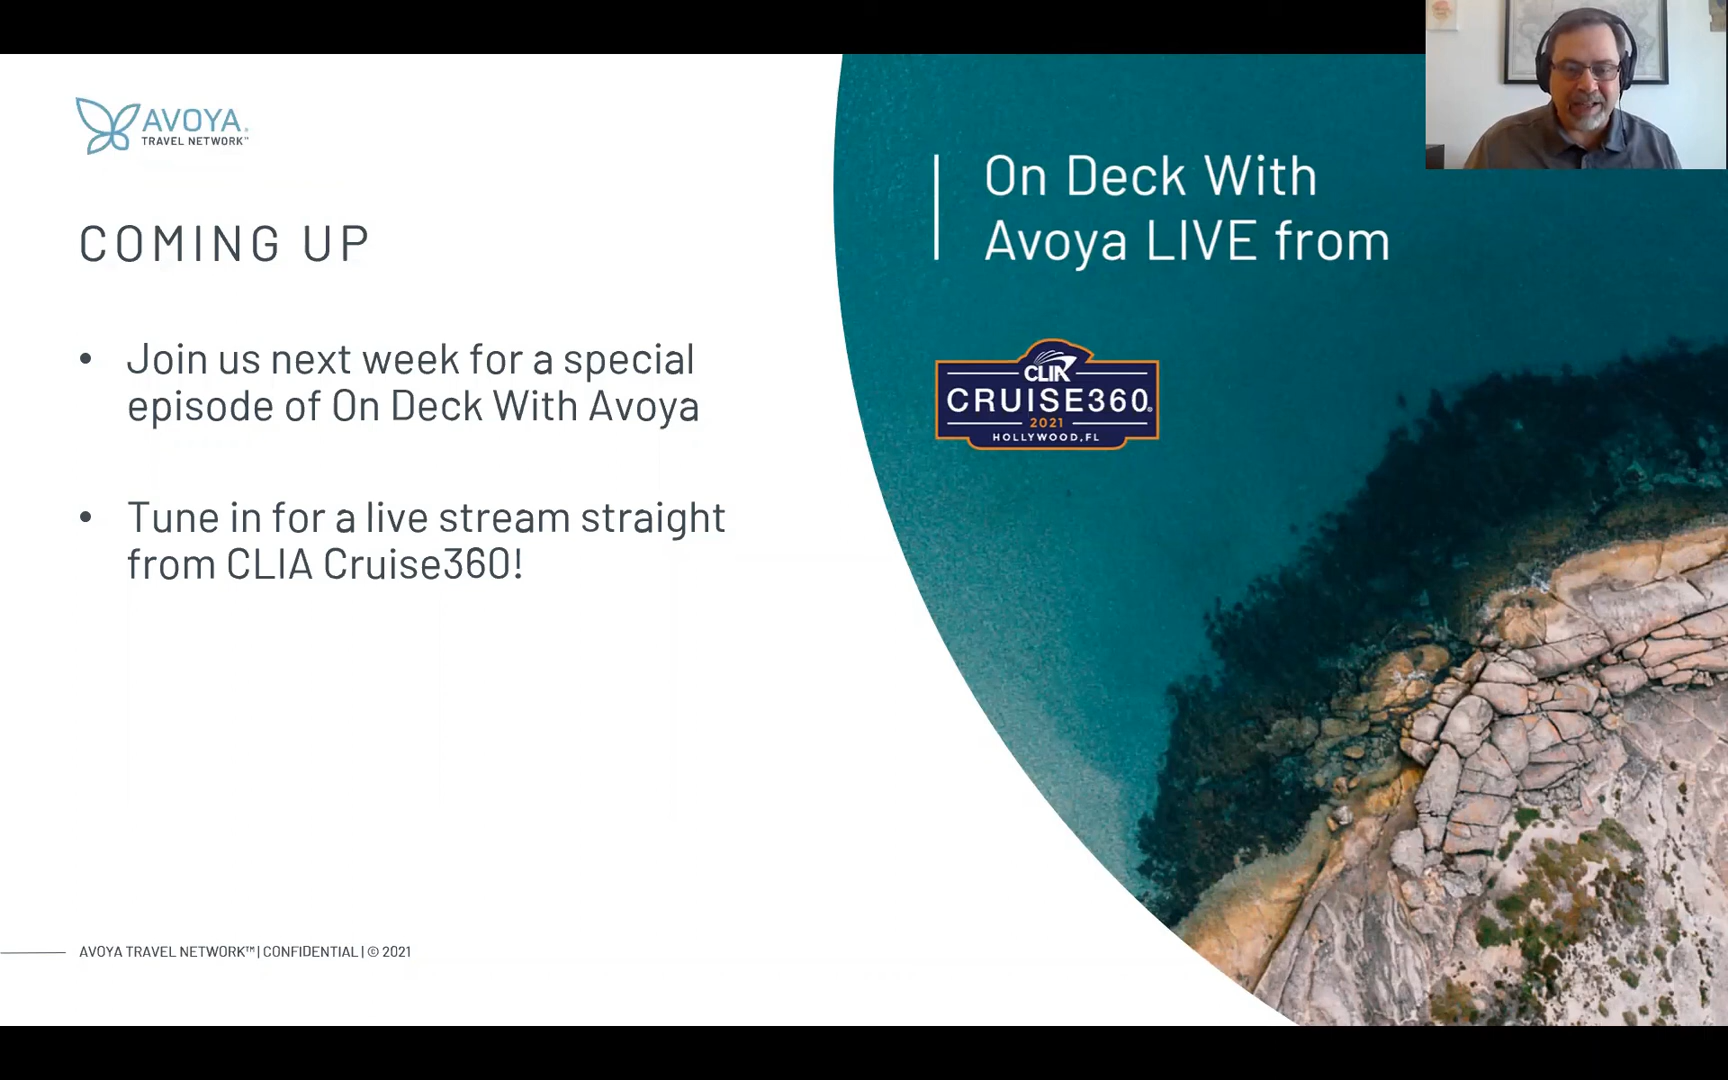 AVOYA
TRAVEL NETWORK™
COMING UP
• Join us next week for a special
episode of On Deck With Avoya
• Tune in for a live stream straight
from CLIA Cruise360!
AVOYA TRAVEL NETWORK™ | CONFIDENTIAL | © 2021
On Deck With
Avoya LIVE from
CLIA
CRUISE360®
2021
HOLLYWOOD, FL